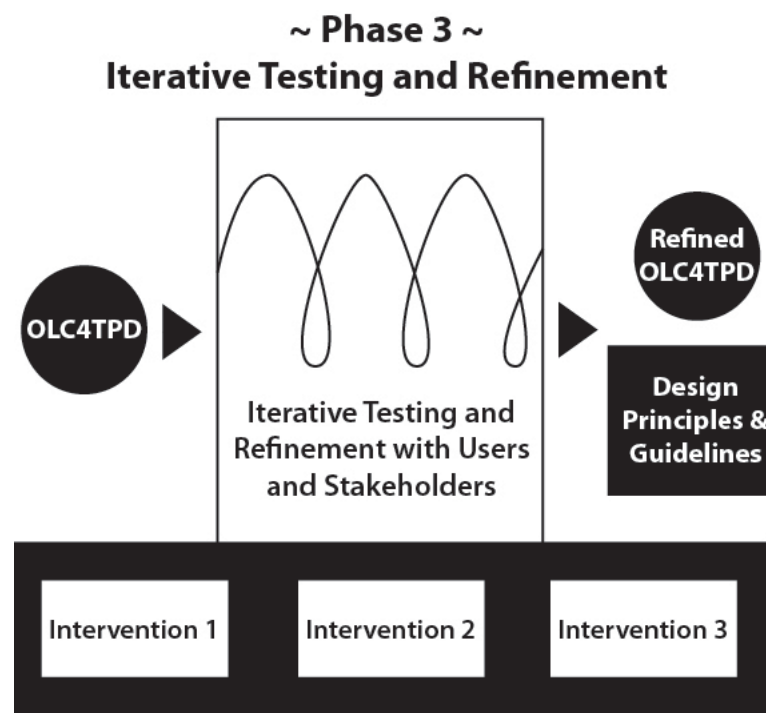 ~ Phase 3 ~
Iterative Testing and Refinement
OLC4TPD
Iterative Testing and
Refinement with Users
and Stakeholders
Refined
OLC4TPD
Design
Principles &
Guidelines
Intervention 1
Intervention 2
Intervention 3